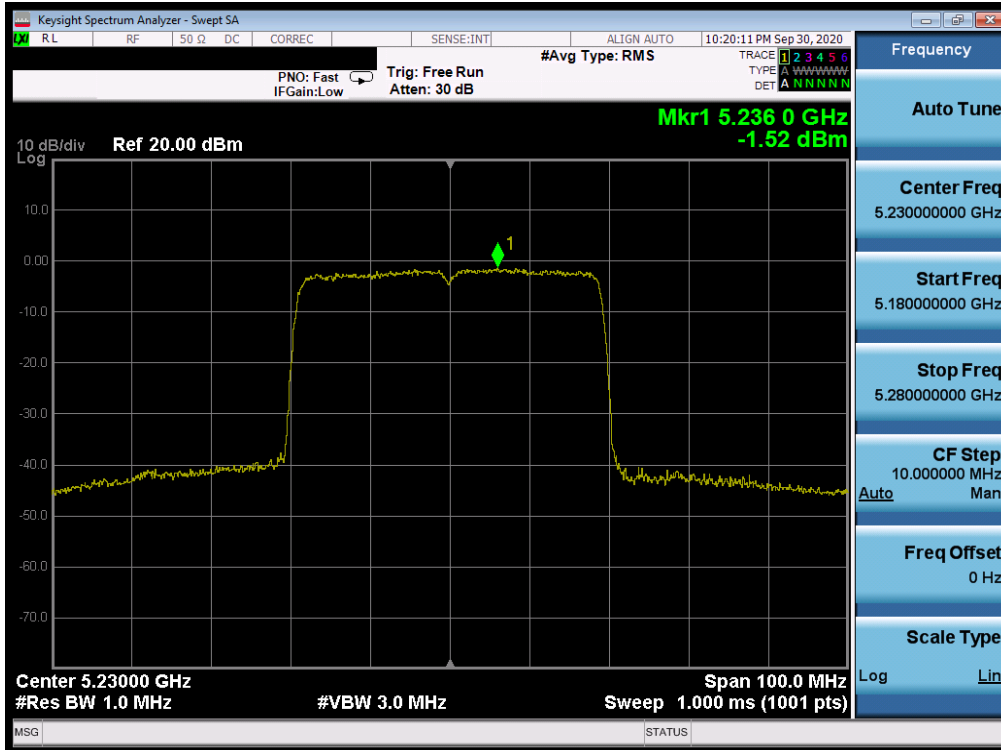 Keysight Spectrum Analyzer - Swept SA
LXI RL RF 50 Ω DC CORREC SENSE:INT ALIGN AUTO 10:20:11 PM Sep 30, 2020
#Avg Type: RMS TRACE 1 2 3 4 5 6
PNO: Fast Trig: Free Run TYPE A WWWWW
IFGain:Low Atten: 30 dB DET A N N N N N
Mkr1 5.236 0 GHz
-1.52 dBm
10 dB/div Ref 20.00 dBm
Log
1
10.0
0.00
-10.0
-20.0
-30.0
-40.0
-50.0
-60.0
-70.0
Center 5.23000 GHz Span 100.0 MHz
#Res BW 1.0 MHz #VBW 3.0 MHz Sweep 1.000 ms (1001 pts)
MSG STATUS
Frequency
Auto Tune
Center Freq
5.230000000 GHz
Start Freq
5.180000000 GHz
Stop Freq
5.280000000 GHz
CF Step
10.000000 MHz
Auto Man
Freq Offset
0 Hz
Scale Type
Log Lin